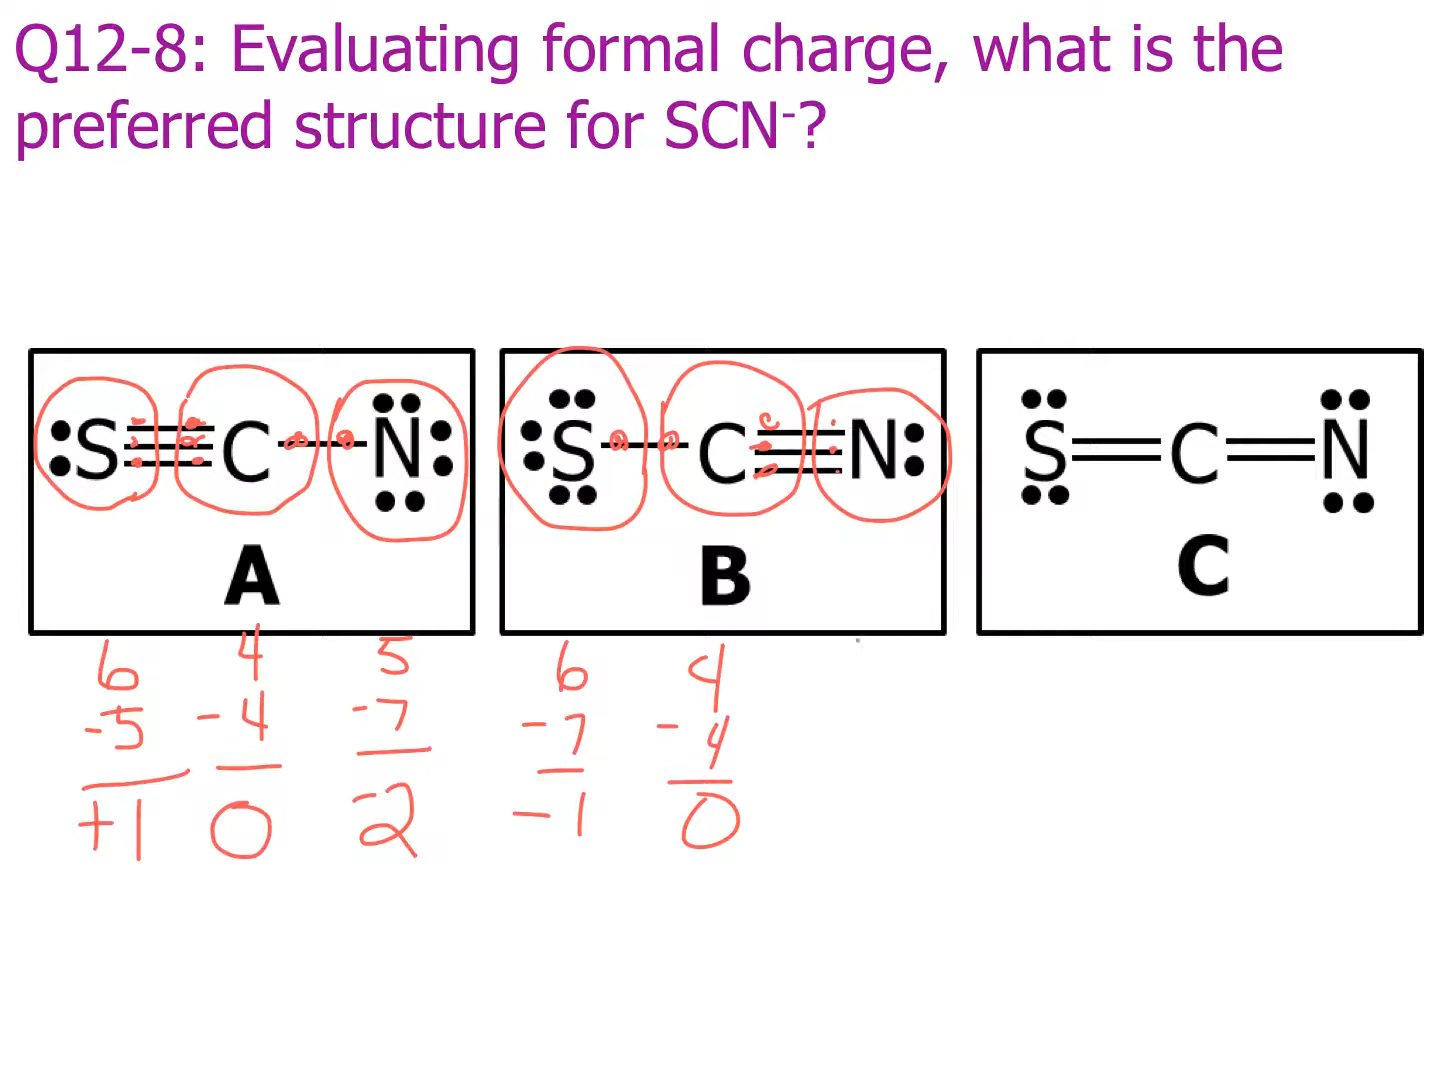 Q12-8: Evaluating formal charge, what is the
preferred structure for SCN⁻?
:S≡C-N:
A
:S-C≡N:
B
S=C=N
C
6 4 5 6 4
-5 -4 -7 -7 -4
+1 0 -2 -1 0